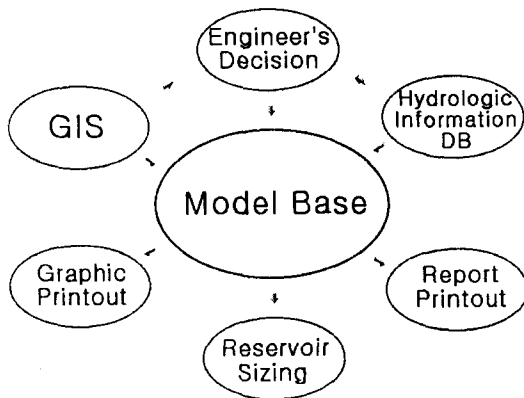 Engineer's
Decision
GIS
Hydrologic
Information
DB
Model Base
Graphic
Printout
Report
Printout
Reservoir
Sizing